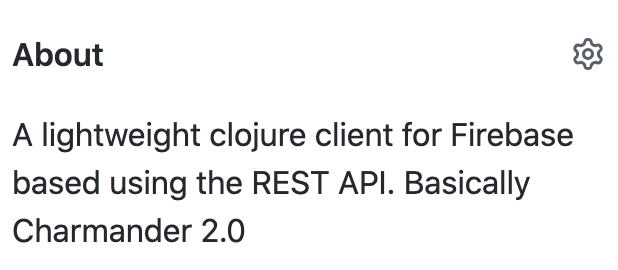 About
A lightweight clojure client for Firebase
based using the REST API. Basically
Charmander 2.0